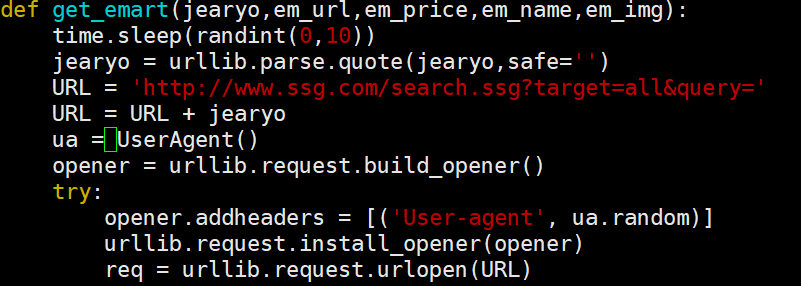 def get_emart(jearyo,em_url,em_price,em_name,em_img):
    time.sleep(randint(0,10))
    jearyo = urllib.parse.quote(jearyo,safe='')
    URL = 'http://www.ssg.com/search.ssg?target=all&query='
    URL = URL + jearyo
    ua = UserAgent()
    opener = urllib.request.build_opener()
    try:
        opener.addheaders = [('User-agent', ua.random)]
        urllib.request.install_opener(opener)
        req = urllib.request.urlopen(URL)